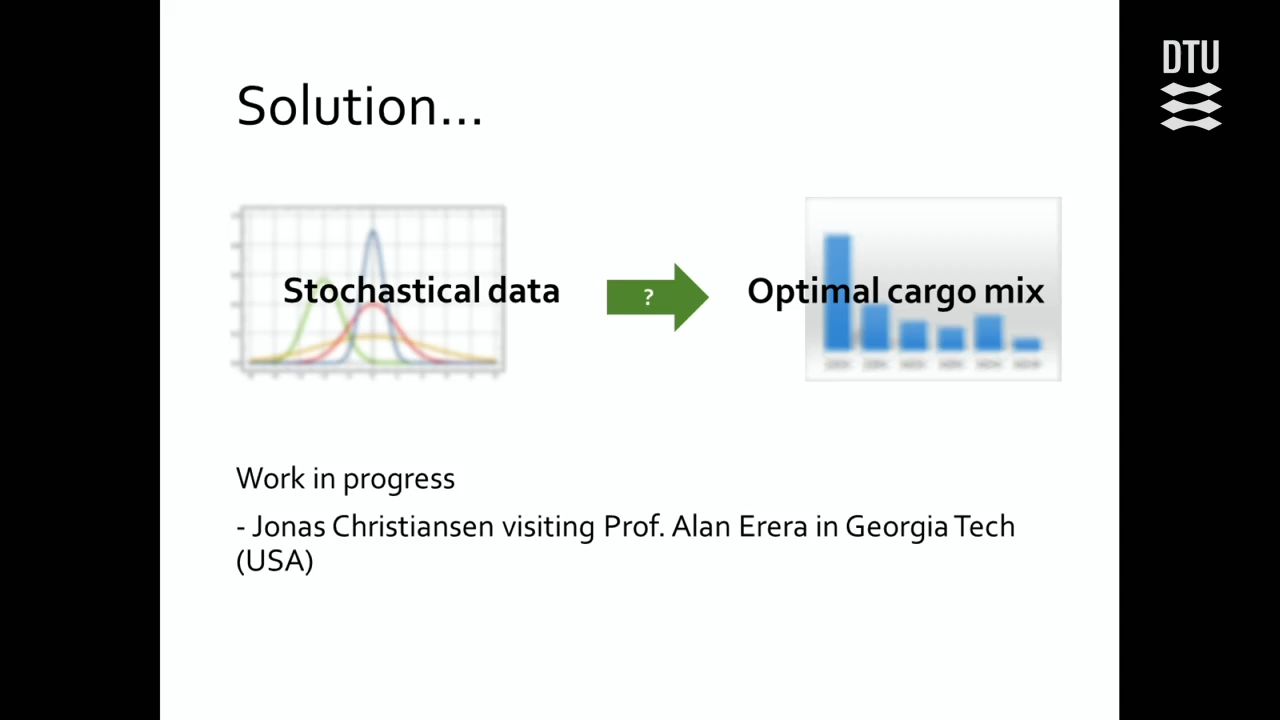 DTU
Solution...
Stochastical data
?
Optimal cargo mix
Work in progress
- Jonas Christiansen visiting Prof. Alan Erera in Georgia Tech
(USA)